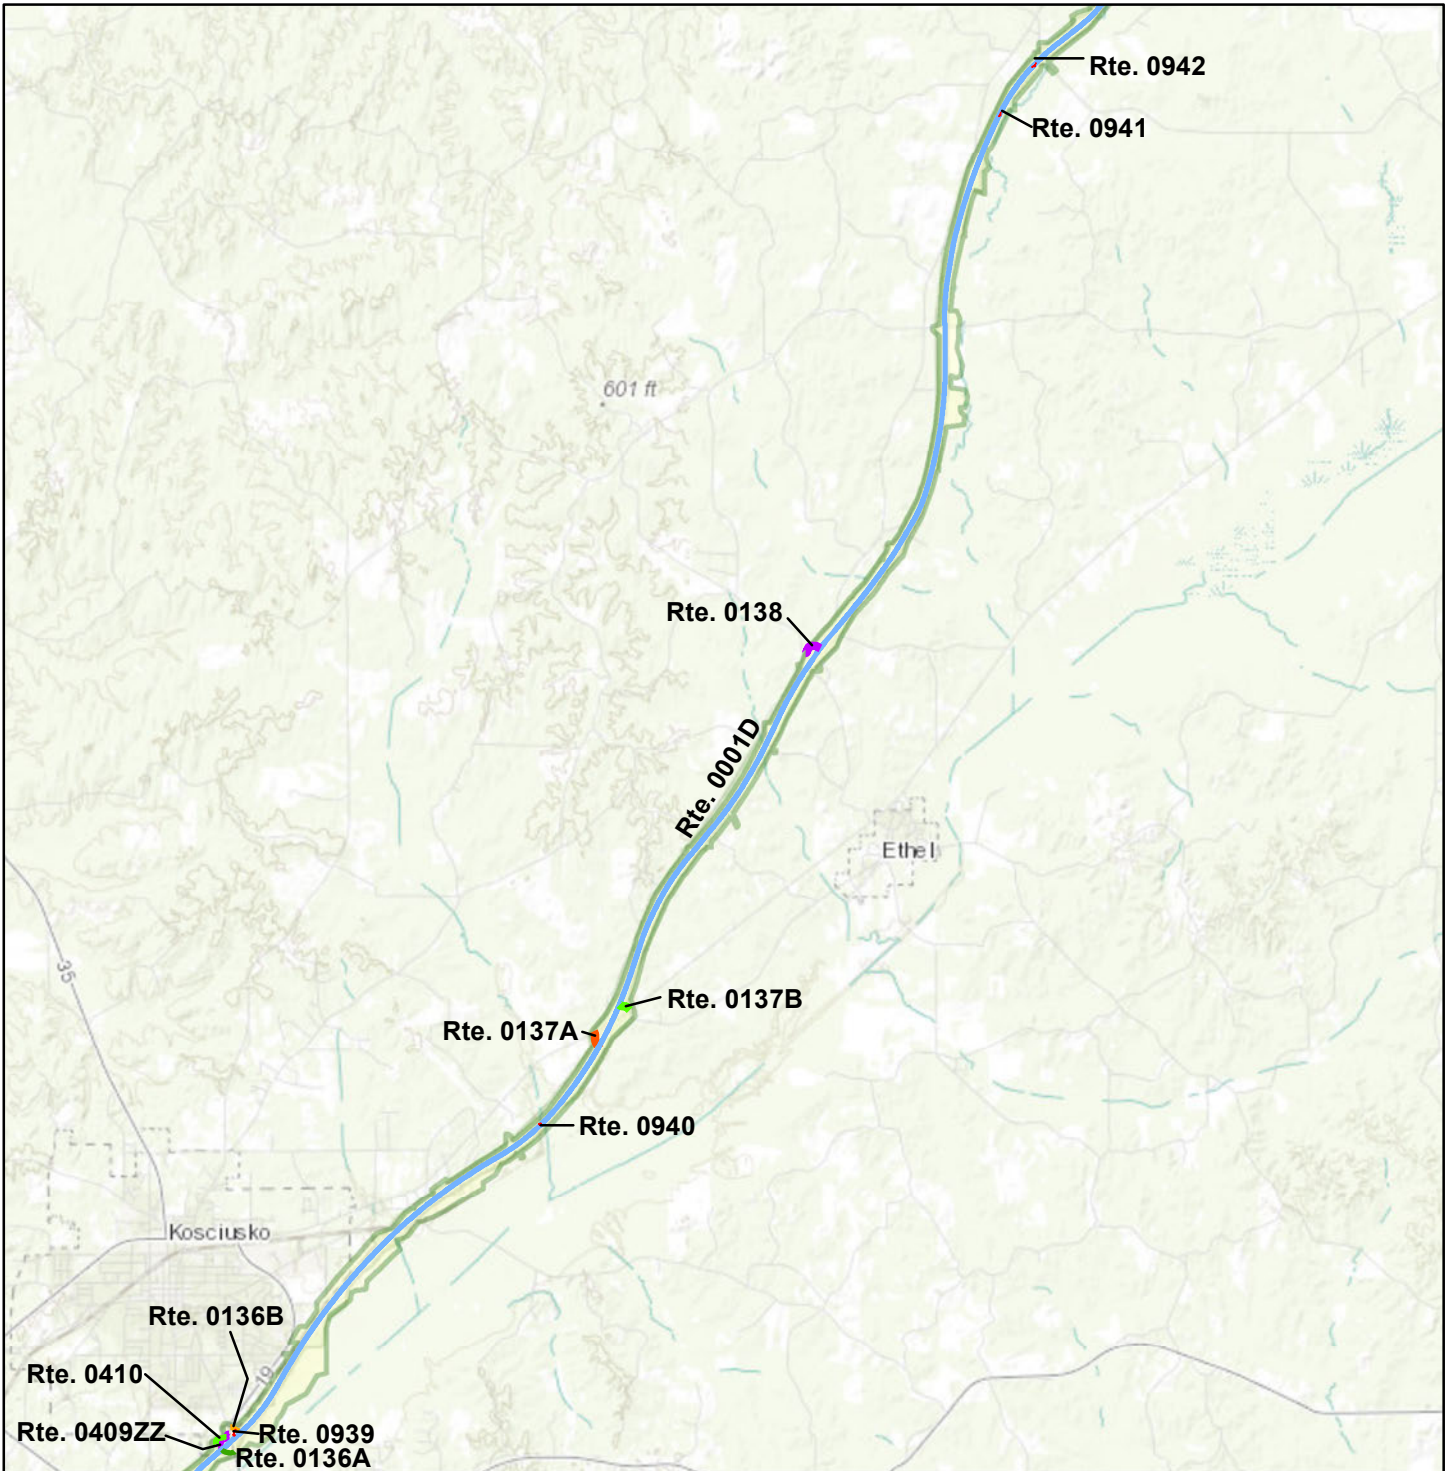 Rte. 0942
Rte. 0941
601 ft
Rte. 0138
Rte. 0001D
Ethel
35
Rte. 0137B
Rte. 0137A
Rte. 0940
Kosciusko
Rte. 0136B
Rte. 0410
19
Rte. 0409ZZ
Rte. 0939
Rte. 0136A